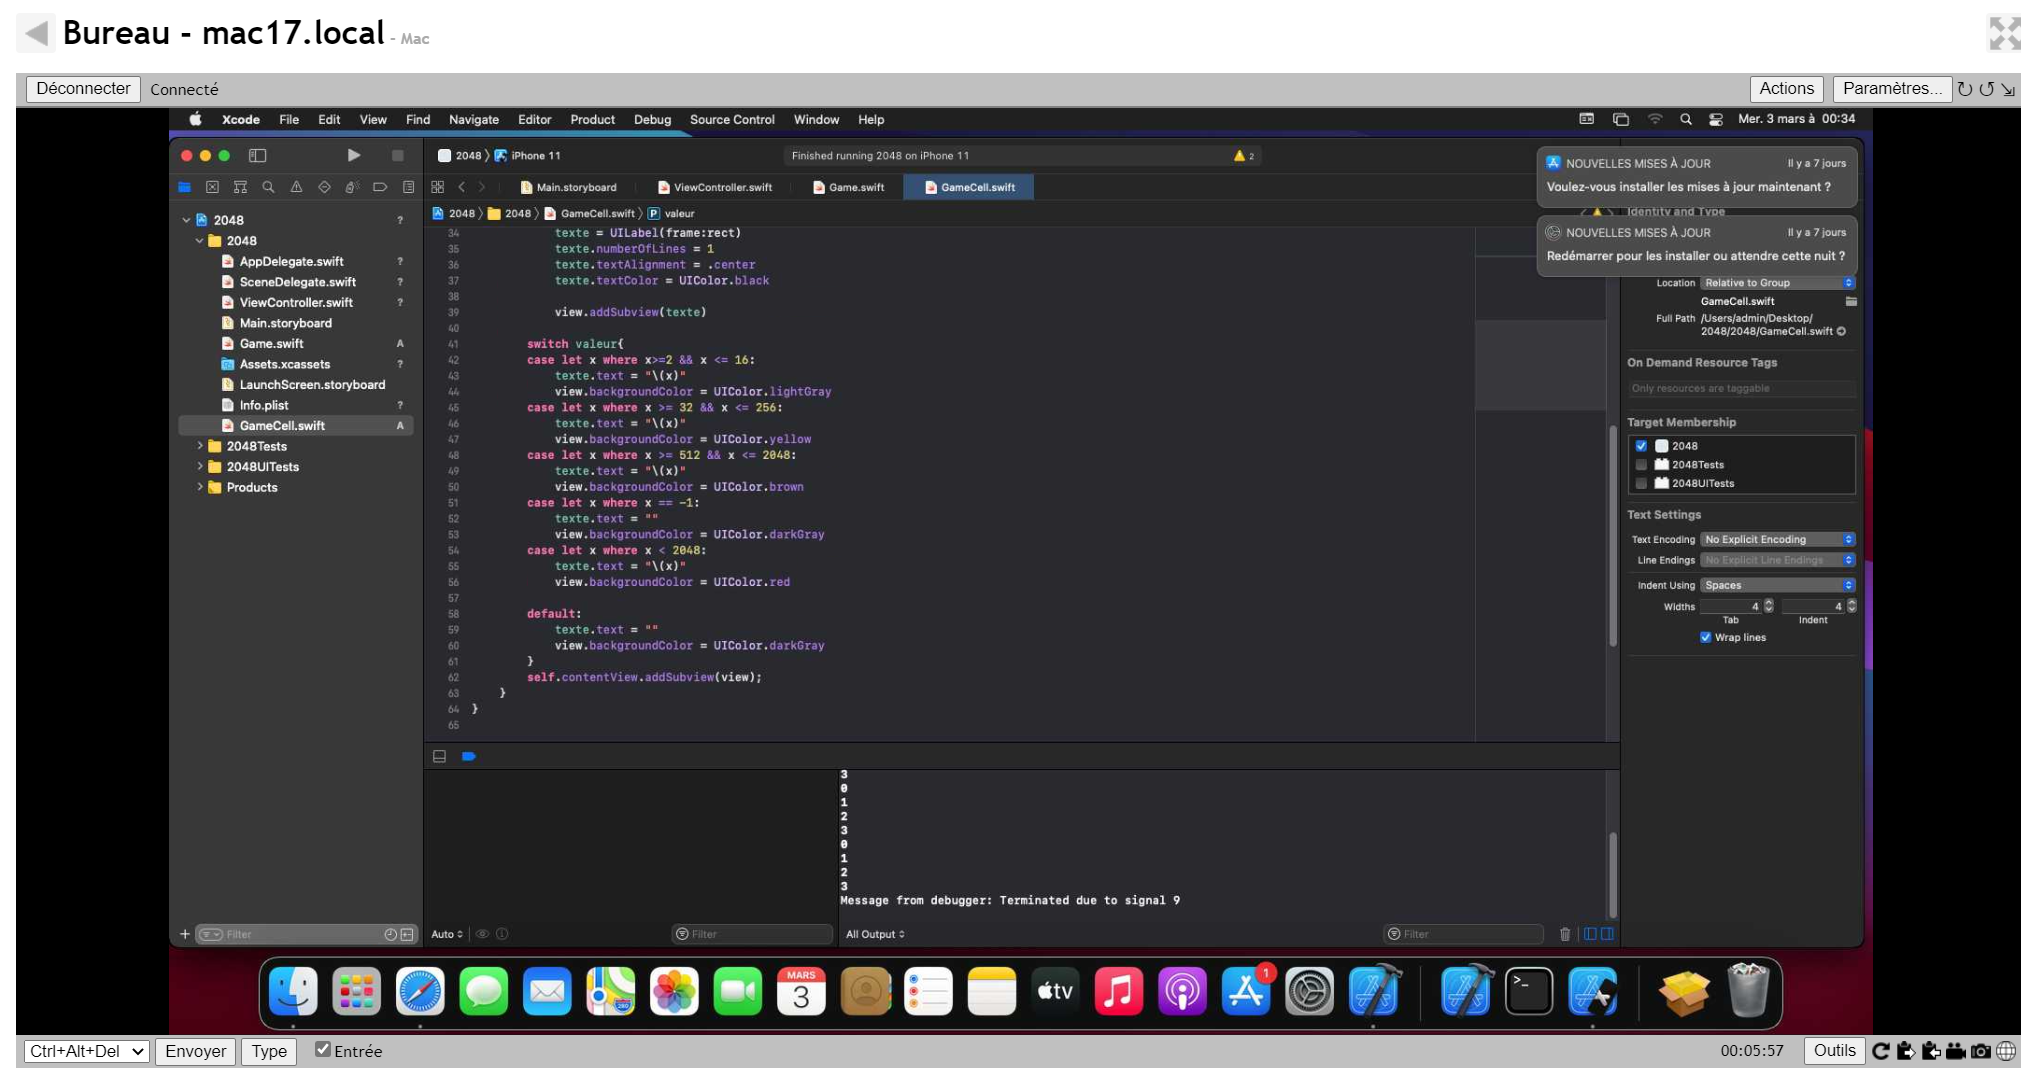 Bureau - mac17.local - Mac
Déconnecter Connecté Actions Paramètres...
Xcode File Edit View Find Navigate Editor Product Debug Source Control Window Help Mer. 3 mars à 00:34
2048 iPhone 11 Finished running 2048 on iPhone 11 2
Main.storyboard ViewController.swift Game.swift GameCell.swift
2048 2048 GameCell.swift P valeur
NOUVELLES MISES À JOUR Il y a 7 jours
Voulez-vous installer les mises à jour maintenant ?
NOUVELLES MISES À JOUR Il y a 7 jours
Redémarrer pour les installer ou attendre cette nuit ?
2048 ?
2048
AppDelegate.swift ?
SceneDelegate.swift ?
ViewController.swift ?
Main.storyboard
Game.swift A
Assets.xcassets ?
LaunchScreen.storyboard
Info.plist ?
GameCell.swift A
2048Tests
2048UITests
Products
34 texte = UILabel(frame:rect)
35 texte.numberOfLines = 1
36 texte.textAlignment = .center
37 texte.textColor = UIColor.black
38
39 view.addSubview(texte)
40
41 switch valeur{
42 case let x where x>=2 && x <= 16:
43 texte.text = "\(x)"
44 view.backgroundColor = UIColor.lightGray
45 case let x where x >= 32 && x <= 256:
46 texte.text = "\(x)"
47 view.backgroundColor = UIColor.yellow
48 case let x where x >= 512 && x <= 2048:
49 texte.text = "\(x)"
50 view.backgroundColor = UIColor.brown
51 case let x where x == -1:
52 texte.text = ""
53 view.backgroundColor = UIColor.darkGray
54 case let x where x < 2048:
55 texte.text = "\(x)"
56 view.backgroundColor = UIColor.red
57
58 default:
59 texte.text = ""
60 view.backgroundColor = UIColor.darkGray
61 }
62 self.contentView.addSubview(view);
63 }
64 }
65
Identity and Type
Location Relative to Group
GameCell.swift
Full Path /Users/admin/Desktop/
2048/2048/GameCell.swift
On Demand Resource Tags
Only resources are taggable
Target Membership
2048
2048Tests
2048UITests
Text Settings
Text Encoding No Explicit Encoding
Line Endings No Explicit Line Endings
Indent Using Spaces
Widths 4 4
Tab Indent
Wrap lines
3
0
1
2
3
0
1
2
3
Message from debugger: Terminated due to signal 9
Filter Auto Filter All Output Filter
MARS
3
tv
1
280
>_
Ctrl+Alt+Del Envoyer Type Entrée 00:05:57 Outils